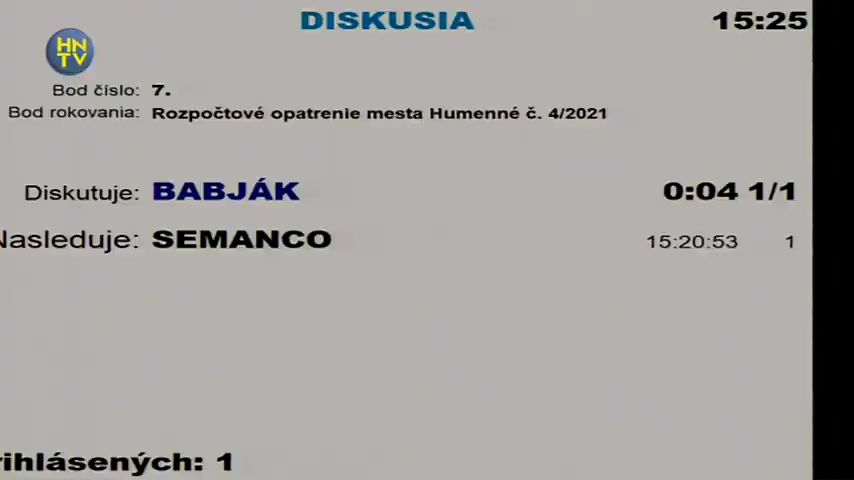 DISKUSIA 15:25
HN
TV
Bod číslo: 7.
Bod rokovania: Rozpočtové opatrenie mesta Humenné č. 4/2021
Diskutuje: BABJÁK 0:04 1/1
Nasleduje: SEMANCO 15:20:53 1
rihlásených: 1